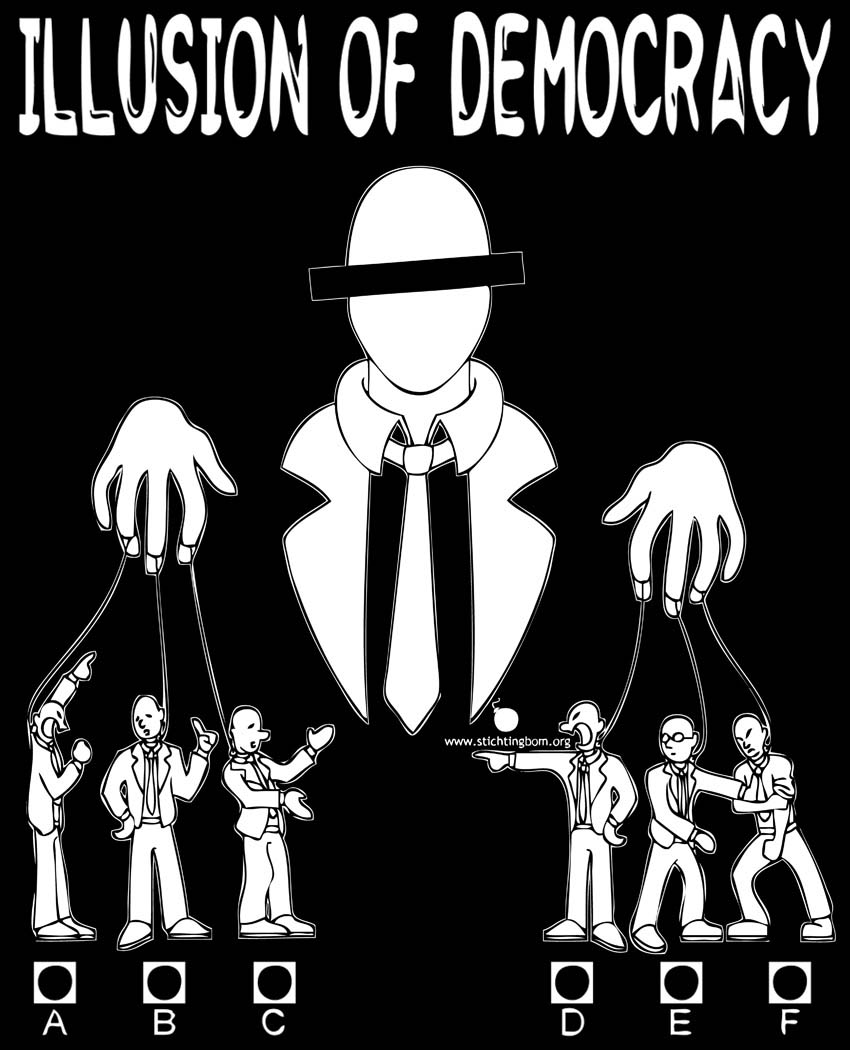 ILLUSION OF DEMOCRACY
www.stichtingbom.org
A B C D E F